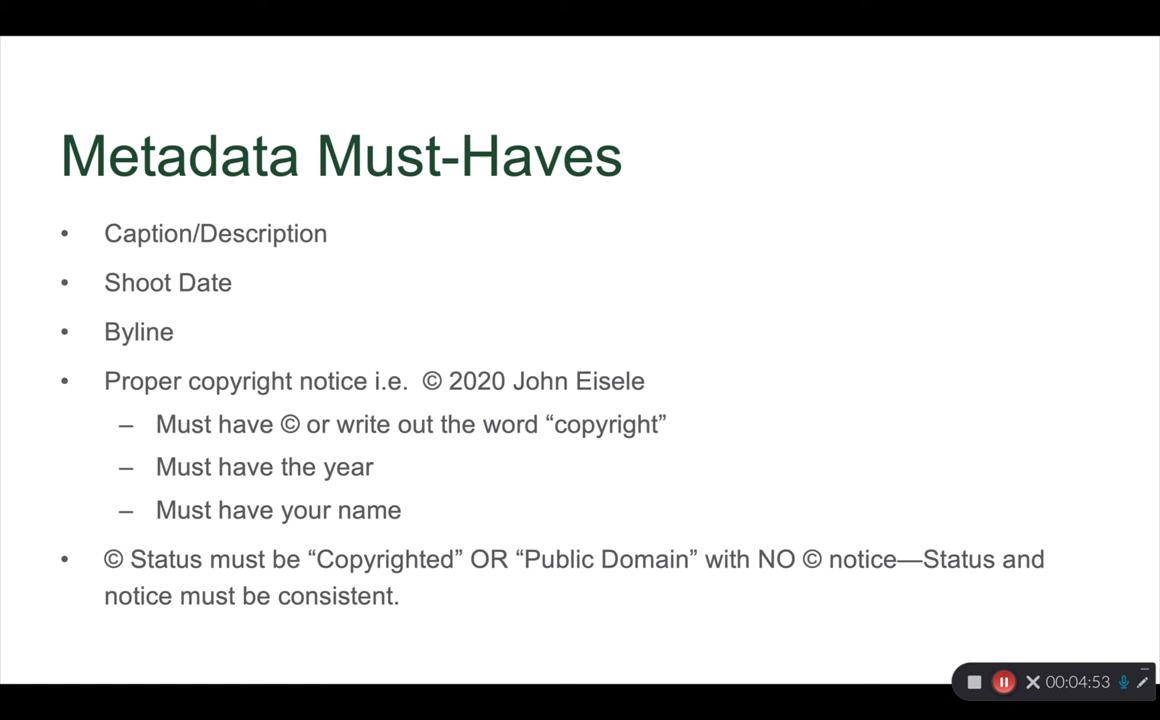 Metadata Must-Haves
• Caption/Description
• Shoot Date
• Byline
• Proper copyright notice i.e. © 2020 John Eisele
– Must have © or write out the word “copyright”
– Must have the year
– Must have your name
• © Status must be “Copyrighted” OR “Public Domain” with NO © notice—Status and
notice must be consistent.
00:04:53